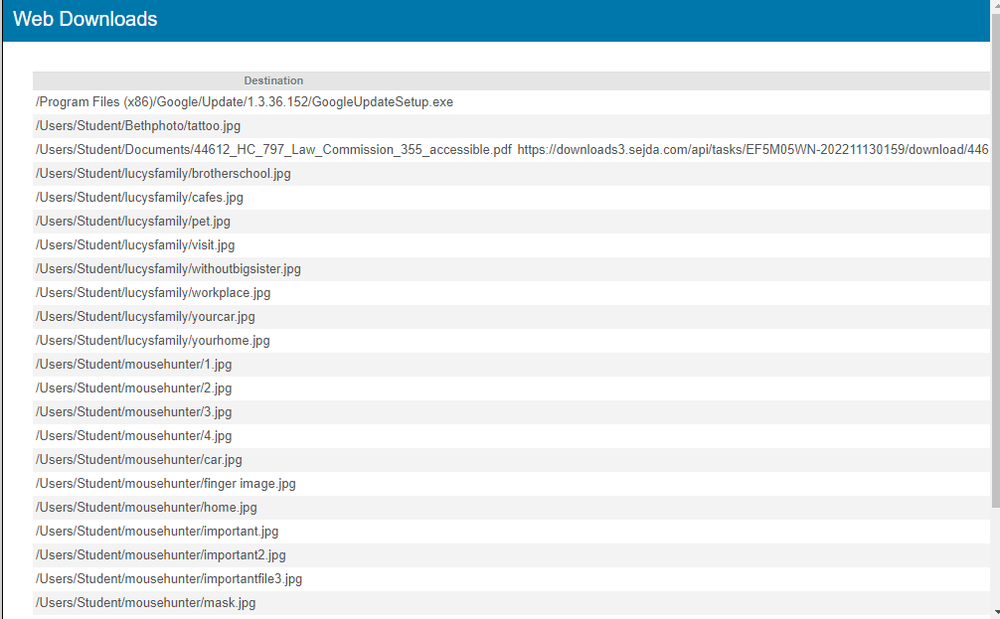 Web Downloads
Destination
/Program Files (x86)/Google/Update/1.3.36.152/GoogleUpdateSetup.exe
/Users/Student/Bethphoto/tattoo.jpg
/Users/Student/Documents/44612_HC_797_Law_Commission_355_accessible.pdf https://downloads3.sejda.com/api/tasks/EF5M05WN-202211130159/download/446
/Users/Student/lucysfamily/brotherschool.jpg
/Users/Student/lucysfamily/cafes.jpg
/Users/Student/lucysfamily/pet.jpg
/Users/Student/lucysfamily/visit.jpg
/Users/Student/lucysfamily/withoutbigsister.jpg
/Users/Student/lucysfamily/workplace.jpg
/Users/Student/lucysfamily/yourcar.jpg
/Users/Student/lucysfamily/yourhome.jpg
/Users/Student/mousehunter/1.jpg
/Users/Student/mousehunter/2.jpg
/Users/Student/mousehunter/3.jpg
/Users/Student/mousehunter/4.jpg
/Users/Student/mousehunter/car.jpg
/Users/Student/mousehunter/finger image.jpg
/Users/Student/mousehunter/home.jpg
/Users/Student/mousehunter/important.jpg
/Users/Student/mousehunter/important2.jpg
/Users/Student/mousehunter/importantfile3.jpg
/Users/Student/mousehunter/mask.jpg